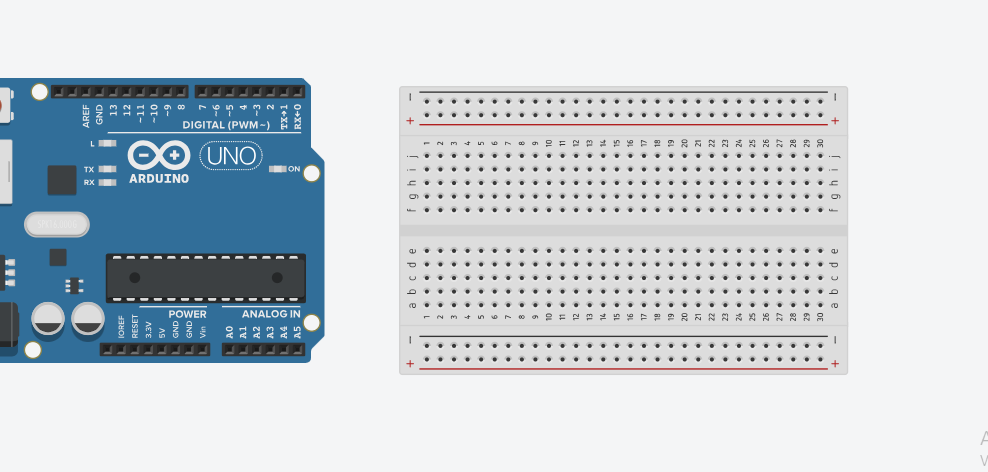 AREF
GND
13
12
~11
~10
~9
8
7
~6
~5
4
~3
2
TX→1
RX←0
DIGITAL (PWM~)
L
TX
RX
UNO
ON
ARDUINO
POWER
ANALOG IN
IOREF
RESET
3.3V
5V
GND
GND
Vin
A0
A1
A2
A3
A4
A5
− −
+ +
1 2 3 4 5 6 7 8 9 10 11 12 13 14 15 16 17 18 19 20 21 22 23 24 25 26 27 28 29 30
j j
i i
h h
g g
f f
e e
d d
c c
b b
a a
1 2 3 4 5 6 7 8 9 10 11 12 13 14 15 16 17 18 19 20 21 22 23 24 25 26 27 28 29 30
− −
+ +